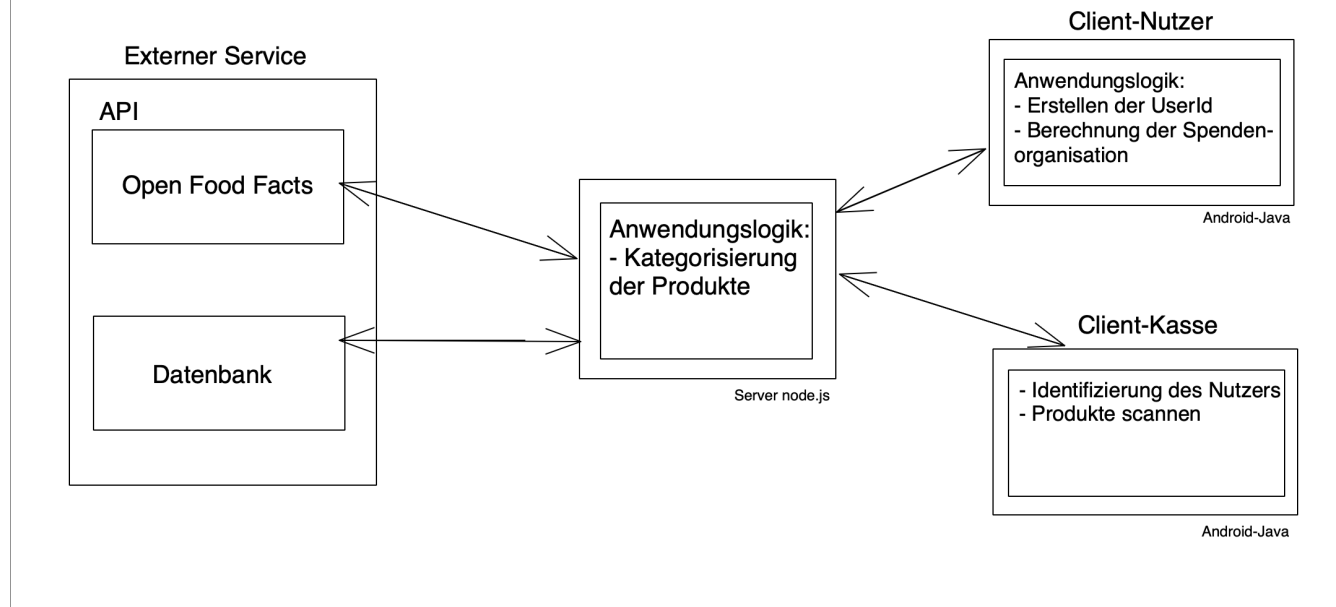 Externer Service
API
Open Food Facts
Datenbank
Anwendungslogik:
- Kategorisierung
der Produkte
Server node.js
Client-Nutzer
Anwendungslogik:
- Erstellen der UserId
- Berechnung der Spenden-
organisation
Android-Java
Client-Kasse
- Identifizierung des Nutzers
- Produkte scannen
Android-Java